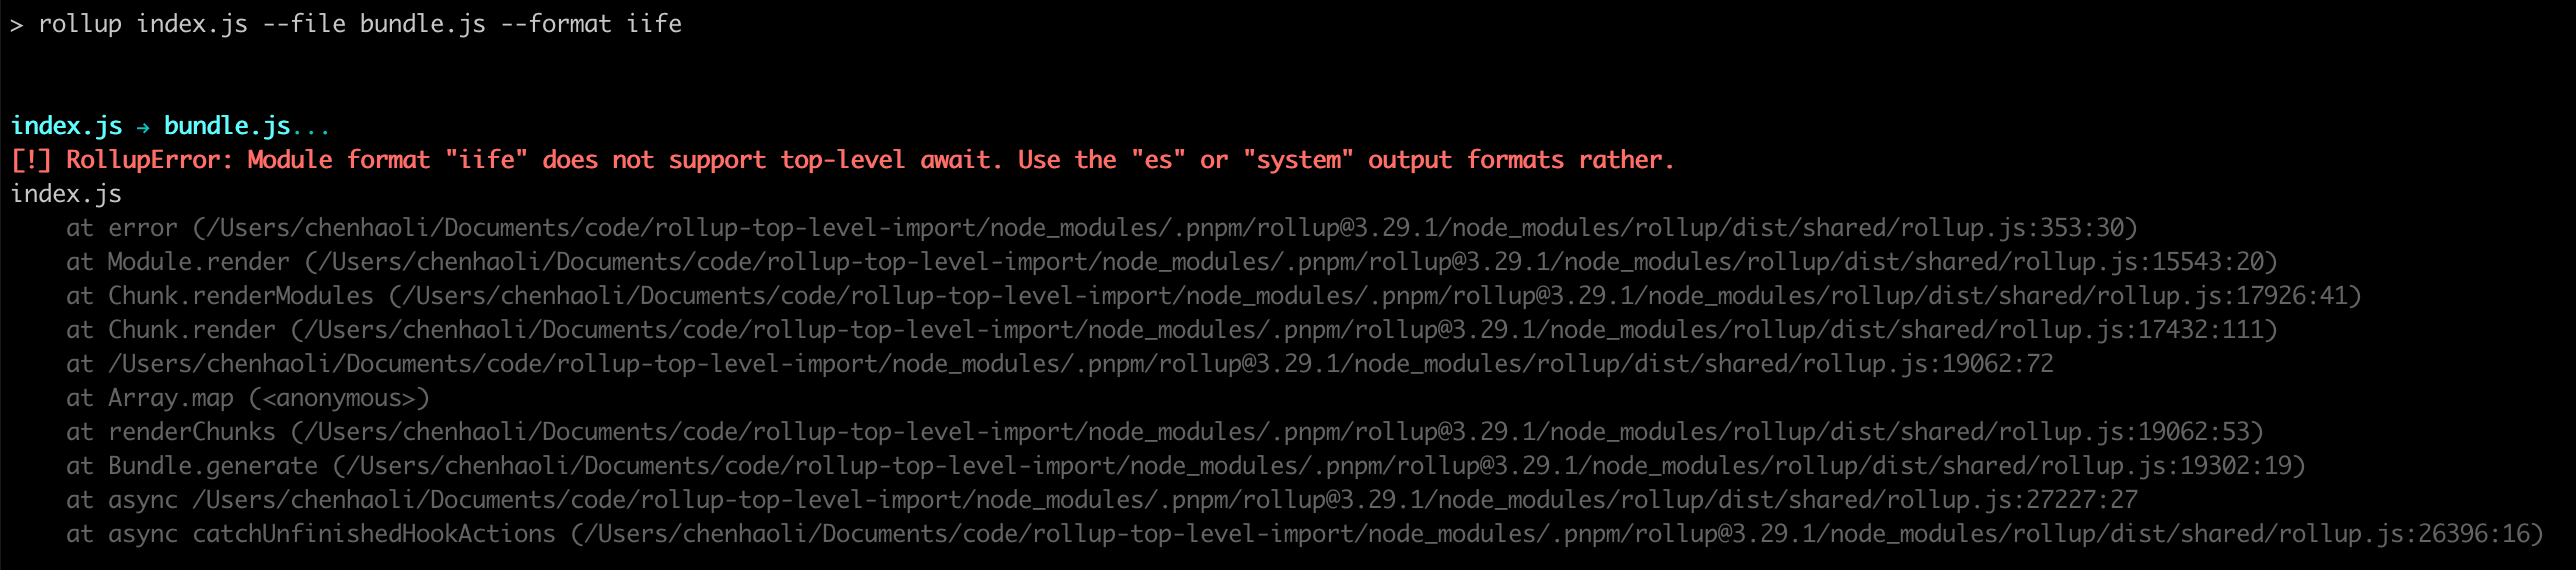 > rollup index.js --file bundle.js --format iife
index.js → bundle.js...
[!] RollupError: Module format "iife" does not support top-level await. Use the "es" or "system" output formats rather.
index.js
at error (/Users/chenhaoli/Documents/code/rollup-top-level-import/node_modules/.pnpm/rollup@3.29.1/node_modules/rollup/dist/shared/rollup.js:353:30)
at Module.render (/Users/chenhaoli/Documents/code/rollup-top-level-import/node_modules/.pnpm/rollup@3.29.1/node_modules/rollup/dist/shared/rollup.js:15543:20)
at Chunk.renderModules (/Users/chenhaoli/Documents/code/rollup-top-level-import/node_modules/.pnpm/rollup@3.29.1/node_modules/rollup/dist/shared/rollup.js:17926:41)
at Chunk.render (/Users/chenhaoli/Documents/code/rollup-top-level-import/node_modules/.pnpm/rollup@3.29.1/node_modules/rollup/dist/shared/rollup.js:17432:111)
at /Users/chenhaoli/Documents/code/rollup-top-level-import/node_modules/.pnpm/rollup@3.29.1/node_modules/rollup/dist/shared/rollup.js:19062:72
at Array.map (<anonymous>)
at renderChunks (/Users/chenhaoli/Documents/code/rollup-top-level-import/node_modules/.pnpm/rollup@3.29.1/node_modules/rollup/dist/shared/rollup.js:19062:53)
at Bundle.generate (/Users/chenhaoli/Documents/code/rollup-top-level-import/node_modules/.pnpm/rollup@3.29.1/node_modules/rollup/dist/shared/rollup.js:19302:19)
at async /Users/chenhaoli/Documents/code/rollup-top-level-import/node_modules/.pnpm/rollup@3.29.1/node_modules/rollup/dist/shared/rollup.js:27227:27
at async catchUnfinishedHookActions (/Users/chenhaoli/Documents/code/rollup-top-level-import/node_modules/.pnpm/rollup@3.29.1/node_modules/rollup/dist/shared/rollup.js:26396:16)